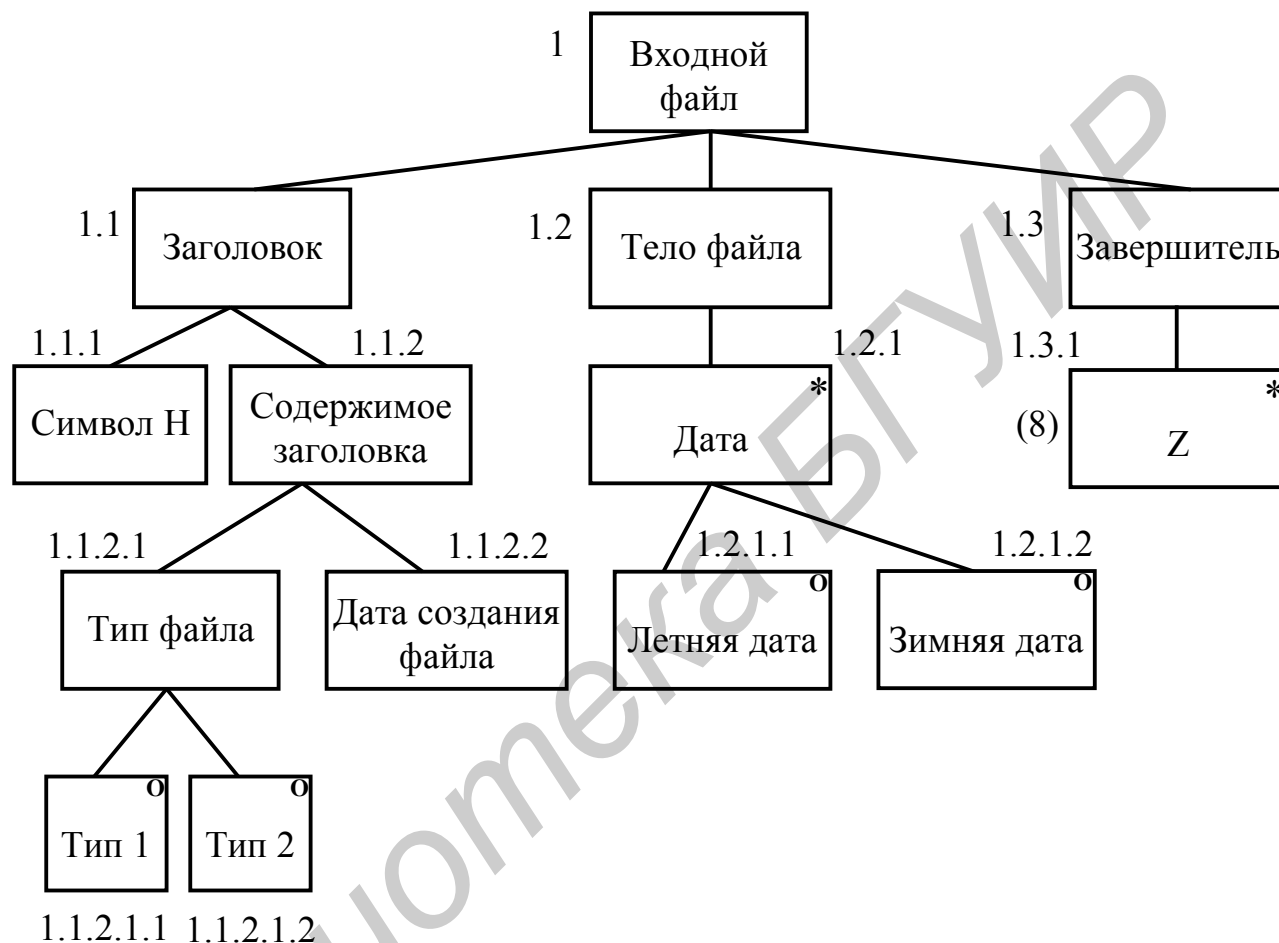 1
Входной
файл
1.1
Заголовок
1.2
Тело файла
1.3
Завершитель
1.1.1
Символ Н
1.1.2
Содержимое
заголовка
1.2.1
*
Дата
1.3.1
(8)
*
Z
1.1.2.1
Тип файла
1.1.2.2
Дата создания
файла
1.2.1.1
о
Летняя дата
1.2.1.2
о
Зимняя дата
о
Тип 1
о
Тип 2
1.1.2.1.1 1.1.2.1.2
БГУИР